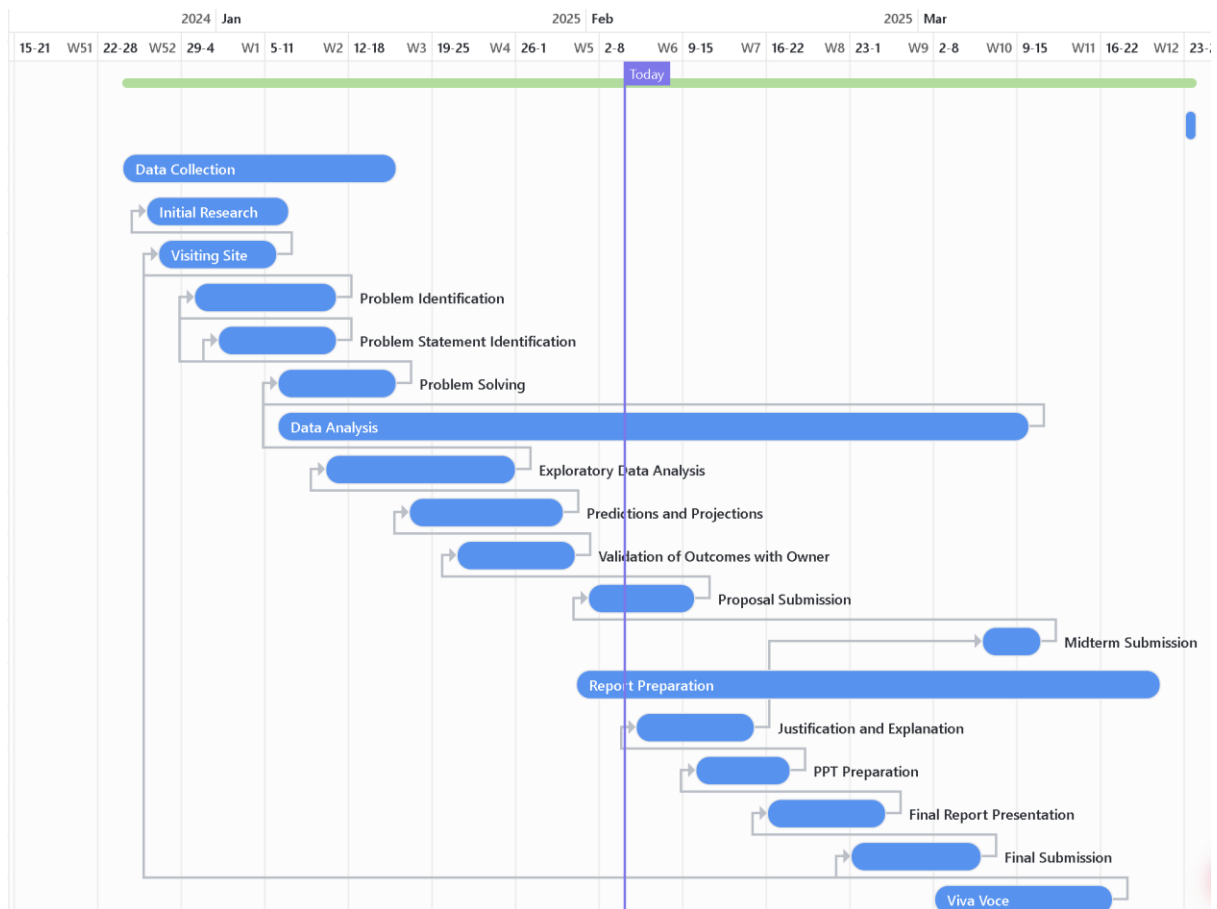 2024 Jan 2025 Feb 2025 Mar
15-21 W51 22-28 W52 29-4 W1 5-11 W2 12-18 W3 19-25 W4 26-1 W5 2-8 W6 9-15 W7 16-22 W8 23-1 W9 2-8 W10 9-15 W11 16-22 W12
Today
Data Collection
Initial Research
Visiting Site
Problem Identification
Problem Statement Identification
Problem Solving
Data Analysis
Exploratory Data Analysis
Predictions and Projections
Validation of Outcomes with Owner
Proposal Submission
Midterm Submission
Report Preparation
Justification and Explanation
PPT Preparation
Final Report Presentation
Final Submission
Viva Voce